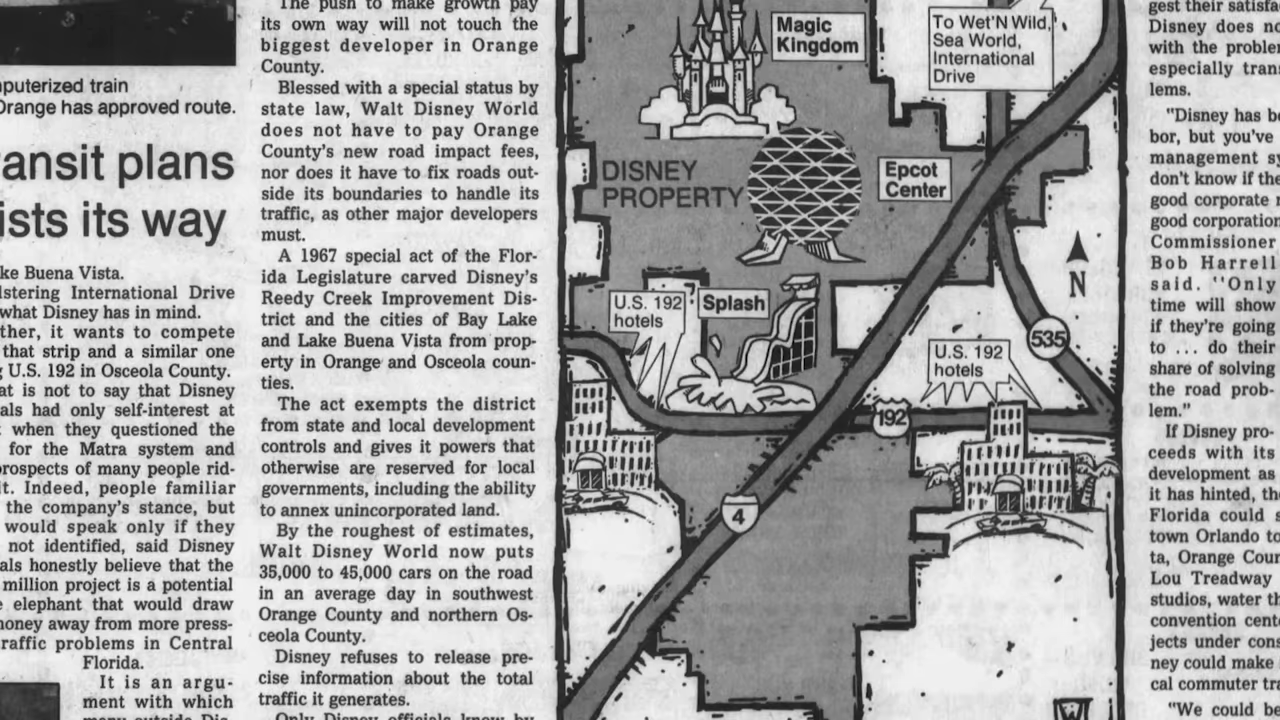 mputerized train
Orange has approved route.
ansit plans
ists its way
ke Buena Vista.
lstering International Drive
what Disney has in mind.
ther, it wants to compete
that strip and a similar one
g U.S. 192 in Osceola County.
at is not to say that Disney
als had only self-interest at
when they questioned the
for the Matra system and
prospects of many people rid-
it. Indeed, people familiar
the company's stance, but
would speak only if they
not identified, said Disney
als honestly believe that the
million project is a potential
e elephant that would draw
money away from more press-
traffic problems in Central
Florida.
It is an argu-
ment with which
many outside Dis-
The push to make growth pay
its own way will not touch the
biggest developer in Orange
County.
Blessed with a special status by
state law, Walt Disney World
does not have to pay Orange
County's new road impact fees,
nor does it have to fix roads out-
side its boundaries to handle its
traffic, as other major developers
must.
A 1967 special act of the Flor-
ida Legislature carved Disney's
Reedy Creek Improvement Dis-
trict and the cities of Bay Lake
and Lake Buena Vista from prop-
erty in Orange and Osceola coun-
ties.
The act exempts the district
from state and local development
controls and gives it powers that
otherwise are reserved for local
governments, including the ability
to annex unincorporated land.
By the roughest of estimates,
Walt Disney World now puts
35,000 to 45,000 cars on the road
in an average day in southwest
Orange County and northern Os-
ceola County.
Disney refuses to release pre-
cise information about the total
traffic it generates.
Only Disney officials know by
Magic
Kingdom
To Wet'N Wild,
Sea World,
International
Drive
DISNEY
PROPERTY
Epcot
Center
N
U.S. 192
hotels
Splash
535
U.S. 192
hotels
192
4
gest their satisfa
Disney does no
with the proble
especially trans
lems.
"Disney has be
bor, but you've
management sy
don't know if the
good corporate
good corporation
Commissioner
Bob Harrell
said. "Only
time will show
if they're going
to ... do their
share of solving
the road prob-
lem."
If Disney pro-
ceeds with its
development as
it has hinted, th
Florida could s
town Orlando to
ta, Orange Coun
Lou Treadway
studios, water th
convention cente
jects under cons
ney could make
cal commuter tra
"We could be